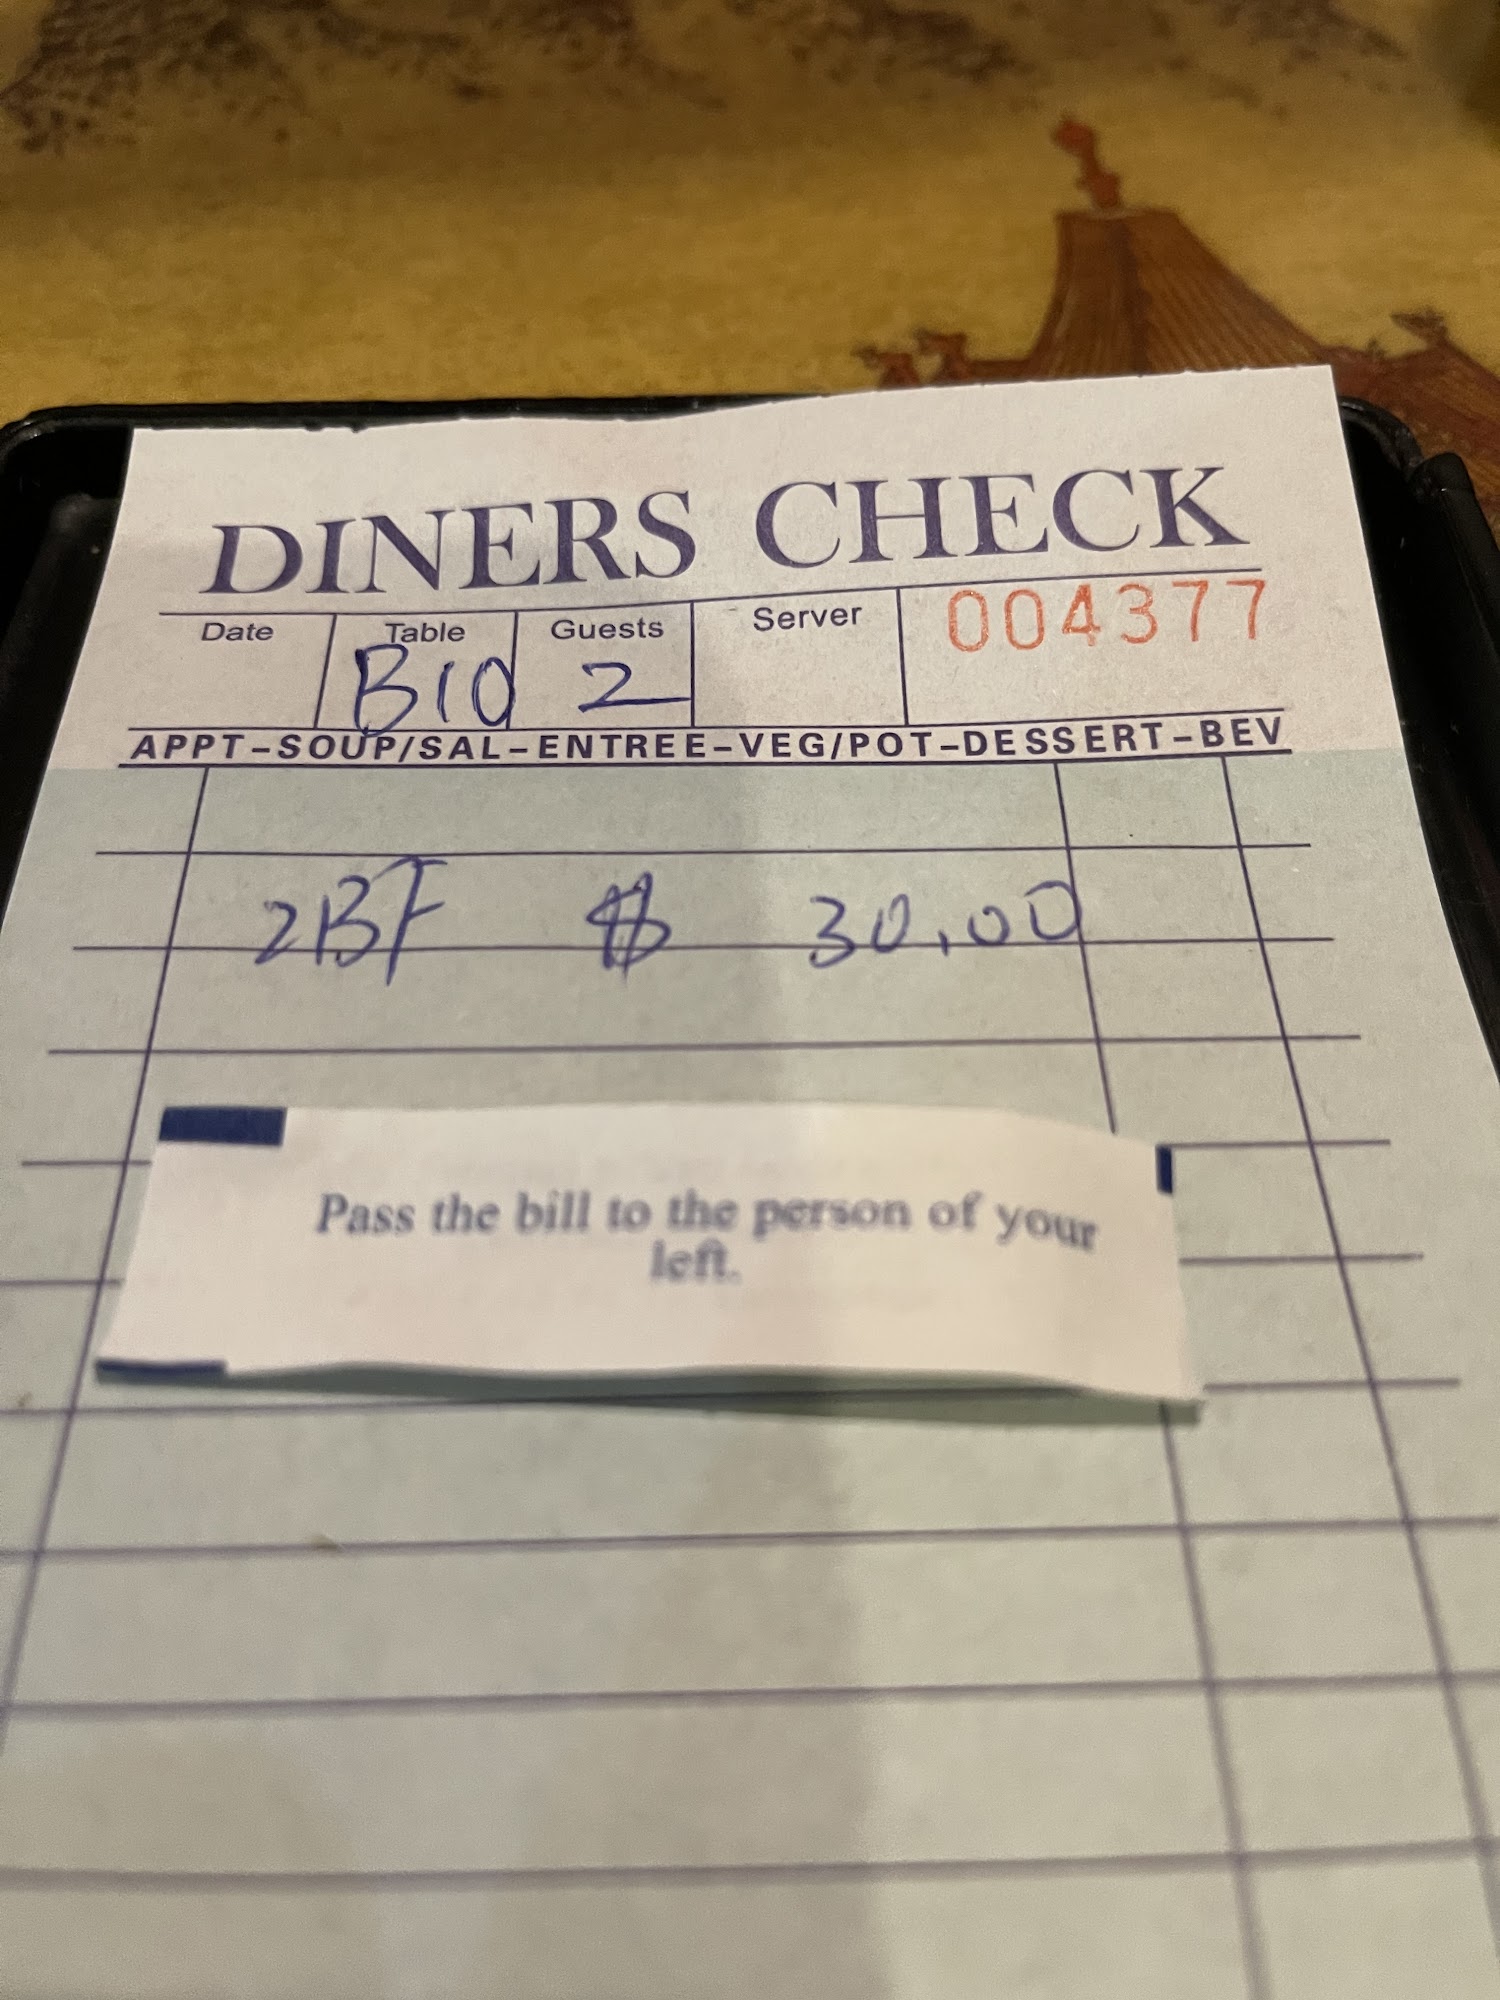 DINERS CHECK
Date Table Guests Server 004377
B10 2
APPT-SOUP/SAL-ENTREE-VEG/POT-DESSERT-BEV
2BF $ 30.00
Pass the bill to the person of your
left.